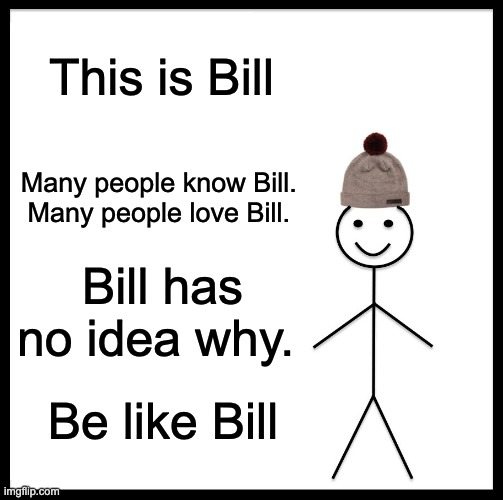 This is Bill
Many people know Bill.
Many people love Bill.
Bill has
no idea why.
Be like Bill
imgflip.com